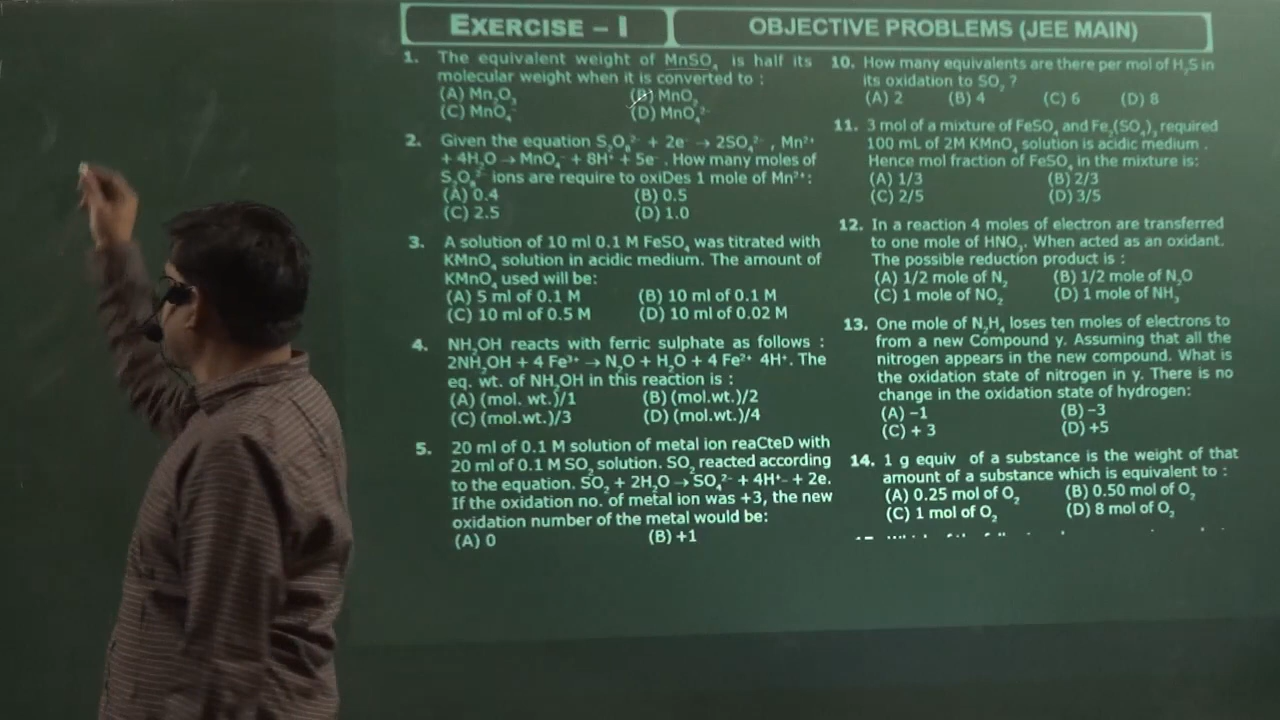 EXERCISE – I
OBJECTIVE PROBLEMS (JEE MAIN)
1. The equivalent weight of MnSO₄ is half its
molecular weight when it is converted to :
(A) Mn₂O₃ (B) MnO₂
(C) MnO₄⁻ (D) MnO₄²⁻
2. Given the equation S₂O₈²⁻ + 2e⁻ → 2SO₄²⁻ , Mn²⁺
+ 4H₂O → MnO₄⁻ + 8H⁺ + 5e⁻ . How many moles of
S₂O₈²⁻ ions are require to oxiDes 1 mole of Mn²⁺:
(A) 0.4 (B) 0.5
(C) 2.5 (D) 1.0
3. A solution of 10 ml 0.1 M FeSO₄ was titrated with
KMnO₄ solution in acidic medium. The amount of
KMnO₄ used will be:
(A) 5 ml of 0.1 M (B) 10 ml of 0.1 M
(C) 10 ml of 0.5 M (D) 10 ml of 0.02 M
4. NH₂OH reacts with ferric sulphate as follows :
2NH₂OH + 4 Fe³⁺ → N₂O + H₂O + 4 Fe²⁺ 4H⁺. The
eq. wt. of NH₂OH in this reaction is :
(A) (mol. wt.)/1 (B) (mol.wt.)/2
(C) (mol.wt.)/3 (D) (mol.wt.)/4
5. 20 ml of 0.1 M solution of metal ion reaCteD with
20 ml of 0.1 M SO₂ solution. SO₂ reacted according
to the equation. SO₂ + 2H₂O → SO₄²⁻ + 4H⁺⁻ + 2e.
If the oxidation no. of metal ion was +3, the new
oxidation number of the metal would be:
(A) 0 (B) +1
10. How many equivalents are there per mol of H₂S in
its oxidation to SO₂ ?
(A) 2 (B) 4 (C) 6 (D) 8
11. 3 mol of a mixture of FeSO₄ and Fe₂(SO₄)₃ required
100 mL of 2M KMnO₄ solution is acidic medium .
Hence mol fraction of FeSO₄ in the mixture is:
(A) 1/3 (B) 2/3
(C) 2/5 (D) 3/5
12. In a reaction 4 moles of electron are transferred
to one mole of HNO₃. When acted as an oxidant.
The possible reduction product is :
(A) 1/2 mole of N₂ (B) 1/2 mole of N₂O
(C) 1 mole of NO₂ (D) 1 mole of NH₃
13. One mole of N₂H₄ loses ten moles of electrons to
from a new Compound y. Assuming that all the
nitrogen appears in the new compound. What is
the oxidation state of nitrogen in y. There is no
change in the oxidation state of hydrogen:
(A) –1 (B) –3
(C) + 3 (D) +5
14. 1 g equiv of a substance is the weight of that
amount of a substance which is equivalent to :
(A) 0.25 mol of O₂ (B) 0.50 mol of O₂
(C) 1 mol of O₂ (D) 8 mol of O₂